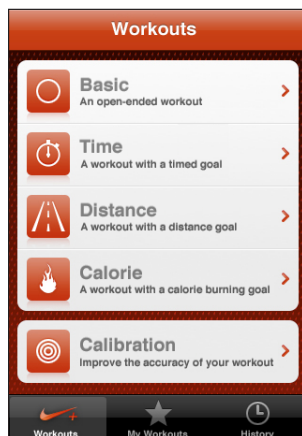 Workouts
Basic
An open-ended workout
Time
A workout with a timed goal
Distance
A workout with a distance goal
Calorie
A workout with a calorie burning goal
Calibration
Improve the accuracy of your workout
Workouts My Workouts History